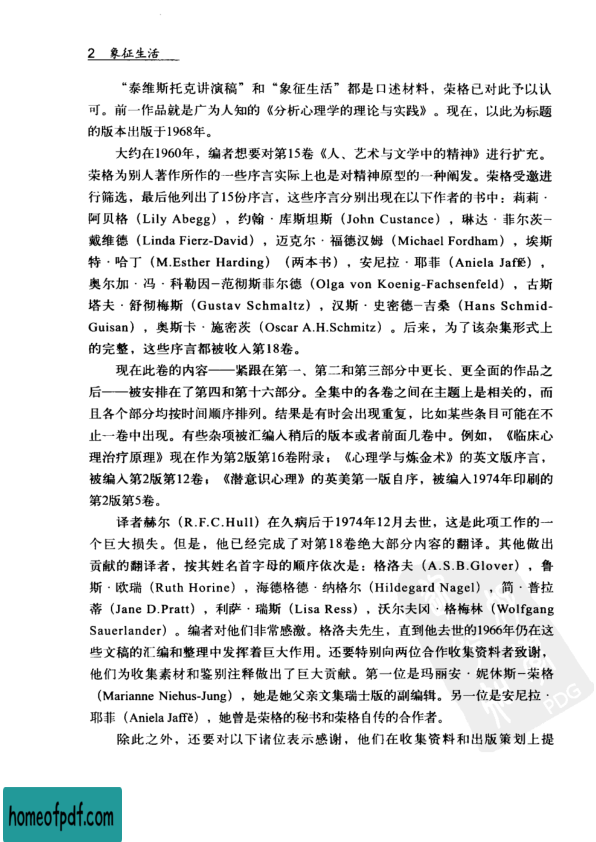 2 象征生活
“泰维斯托克讲演稿”和“象征生活”都是口述材料，荣格已对此予以认
可。前一作品就是广为人知的《分析心理学的理论与实践》。现在，以此为标题
的版本出版于1968年。
大约在1960年，编者想要对第15卷《人、艺术与文学中的精神》进行扩充。
荣格为别人著作所作的一些序言实际上也是对精神原型的一种阐发。荣格受邀进
行筛选，最后他列出了15份序言，这些序言分别出现在以下作者的书中：莉莉·
阿贝格（Lily Abegg），约翰·库斯坦斯（John Custance），琳达·菲尔茨–
戴维德（Linda Fierz-David），迈克尔·福德汉姆（Michael Fordham），埃斯
特·哈丁（M.Esther Harding）（两本书），安尼拉·耶菲（Aniela Jaffé），
奥尔加·冯·科勒因–范彻斯菲尔德（Olga von Koenig-Fachsenfeld），古斯
塔夫·舒彻梅斯（Gustav Schmaltz），汉斯·史密德–吉桑（Hans Schmid-
Guisan），奥斯卡·施密茨（Oscar A.H.Schmitz）。后来，为了该杂集形式上
的完整，这些序言都被收入第18卷。
现在此卷的内容——紧跟在第一、第二和第三部分中更长、更全面的作品之
后——被安排在了第四和第十六部分。全集中的各卷之间在主题上是相关的，而
且各个部分均按时间顺序排列。结果是有时会出现重复，比如某些条目可能在不
止一卷中出现。有些杂项被汇编入稍后的版本或者前面几卷中。例如，《临床心
理治疗原理》现在作为第2版第16卷附录；《心理学与炼金术》的英文版序言，
被编入第2版第12卷；《潜意识心理》的英美第一版自序，被编入1974年印刷的
第2版第5卷。
译者赫尔（R.F.C.Hull）在久病后于1974年12月去世，这是此项工作的一
个巨大损失。但是，他已经完成了对第18卷绝大部分内容的翻译。其他做出
贡献的翻译者，按其姓名首字母的顺序依次是：格洛夫（A.S.B.Glover），鲁
斯·欧瑞（Ruth Horine），海德格德·纳格尔（Hildegard Nagel），简·普拉
蒂（Jane D.Pratt），利萨·瑞斯（Lisa Ress），沃尔夫冈·格梅林（Wolfgang
Sauerlander）。编者对他们非常感激。格洛夫先生，直到他去世的1966年仍在这
些文稿的汇编和整理中发挥着巨大作用。还要特别向两位合作收集资料者致谢，
他们为收集素材和鉴别注释做出了巨大贡献。第一位是玛丽安·妮休斯–荣格
（Marianne Niehus-Jung），她是她父亲文集瑞士版的副编辑。另一位是安尼拉·
耶菲（Aniela Jaffé），她曾是荣格的秘书和荣格自传的合作者。
除此之外，还要对以下诸位表示感谢，他们在收集资料和出版策划上提
PDG
homeofpdf.com